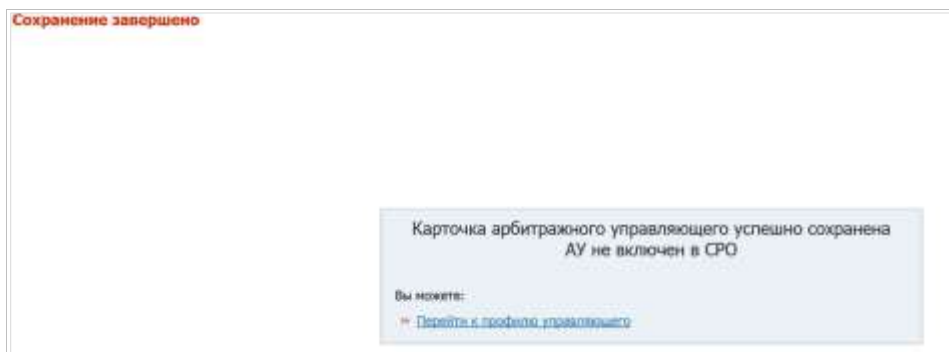 Сохранение завершено
Карточка арбитражного управляющего успешно сохранена
АУ не включен в СРО
Вы можете:
Перейти к профилю управляющего